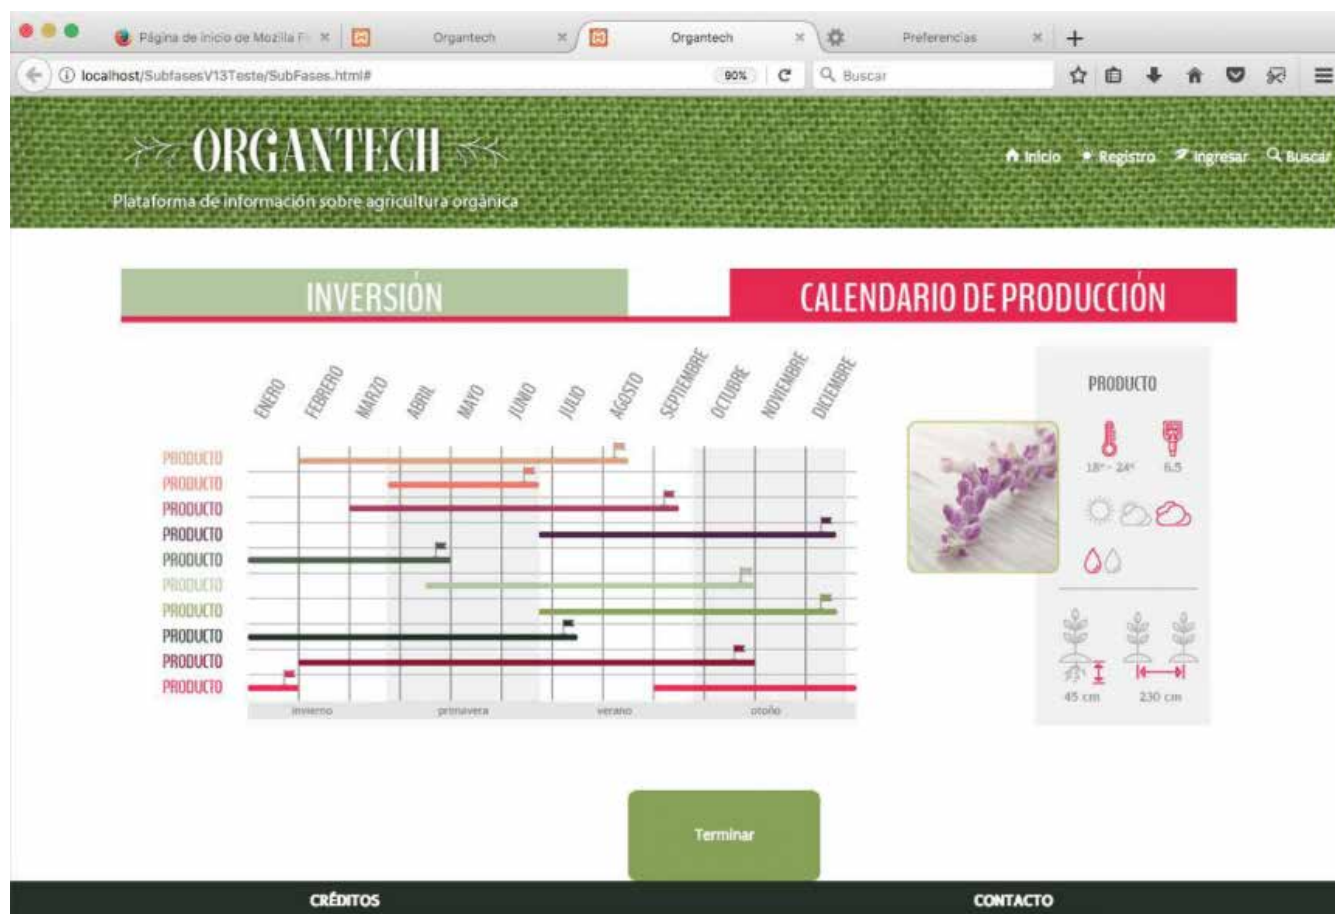 Página de inicio de Mozilla Fi
Organtech
Organtech
Preferencias
localhost/SubfasesV13Teste/SubFases.html#
90%
Buscar
ORGANTECH
Plataforma de información sobre agricultura orgánica
Inicio
Registro
Ingresar
Buscar
INVERSIÓN
CALENDARIO DE PRODUCCIÓN
ENERO
FEBRERO
MARZO
ABRIL
MAYO
JUNIO
JULIO
AGOSTO
SEPTIEMBRE
OCTUBRE
NOVIEMBRE
DICIEMBRE
PRODUCTO
PRODUCTO
PRODUCTO
PRODUCTO
PRODUCTO
PRODUCTO
PRODUCTO
PRODUCTO
PRODUCTO
PRODUCTO
invierno
primavera
verano
otoño
PRODUCTO
18° - 24°
6.5
45 cm
230 cm
Terminar
CRÉDITOS
CONTACTO